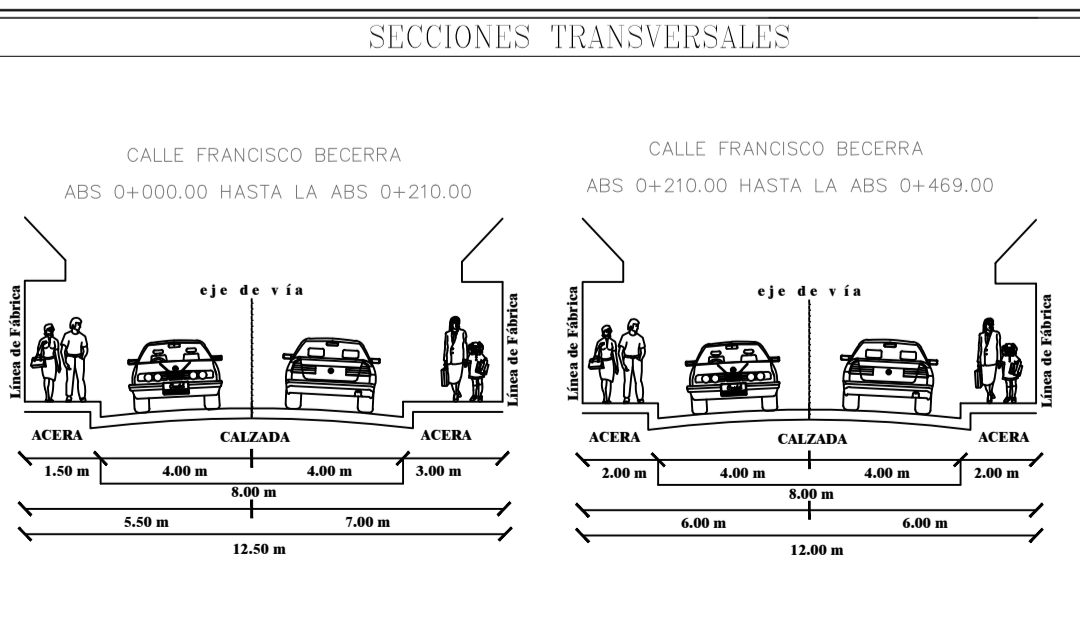 SECCIONES TRANSVERSALES
CALLE FRANCISCO BECERRA
ABS 0+000.00 HASTA LA ABS 0+210.00
eje de vía
Línea de Fábrica
Línea de Fábrica
ACERA
CALZADA
ACERA
1.50 m
4.00 m
4.00 m
3.00 m
8.00 m
5.50 m
7.00 m
12.50 m
CALLE FRANCISCO BECERRA
ABS 0+210.00 HASTA LA ABS 0+469.00
eje de vía
Línea de Fábrica
Línea de Fábrica
ACERA
CALZADA
ACERA
2.00 m
4.00 m
4.00 m
2.00 m
8.00 m
6.00 m
6.00 m
12.00 m